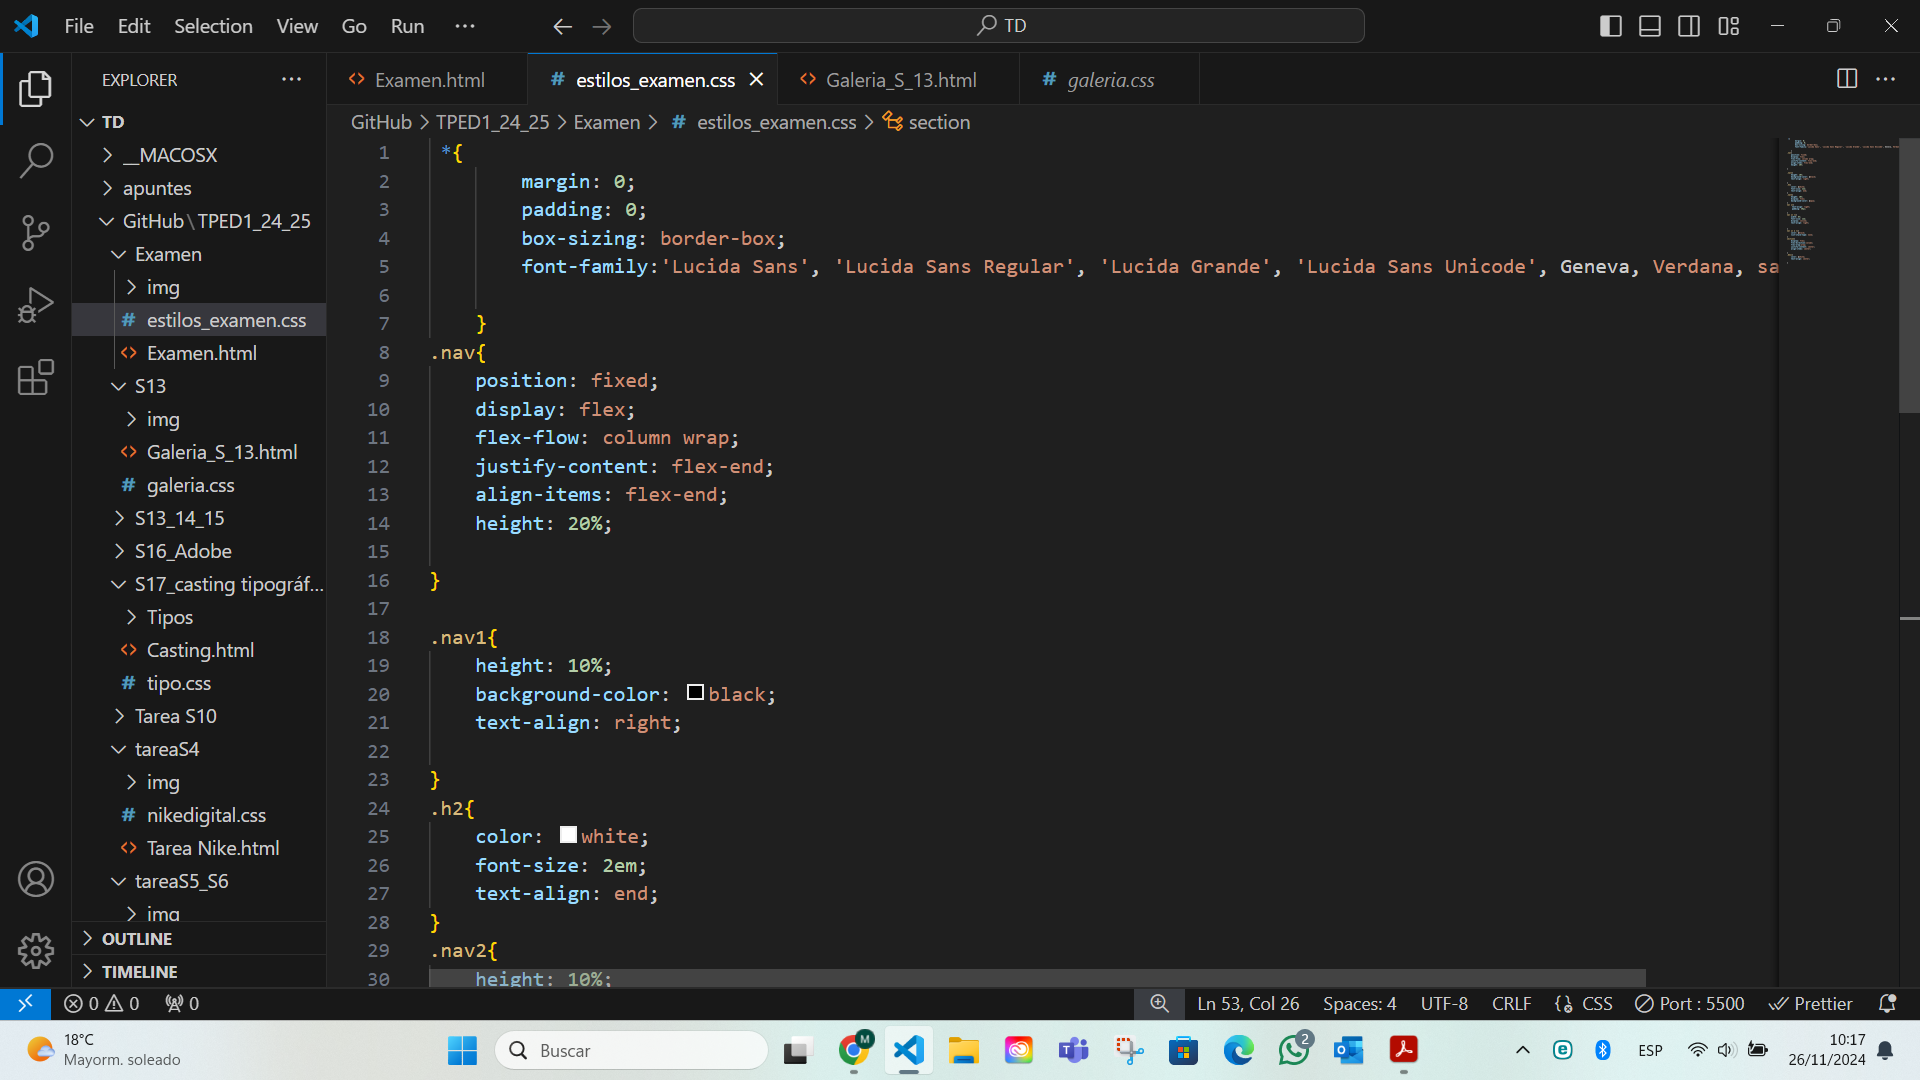 File Edit Selection View Go Run
TD
EXPLORER
TD
__MACOSX
apuntes
GitHub\TPED1_24_25
Examen
img
estilos_examen.css
Examen.html
S13
img
Galeria_S_13.html
galeria.css
S13_14_15
S16_Adobe
S17_casting tipográf...
Tipos
Casting.html
tipo.css
Tarea S10
tareaS4
img
nikedigital.css
Tarea Nike.html
tareaS5_S6
img
OUTLINE
TIMELINE
Examen.html
estilos_examen.css
Galeria_S_13.html
galeria.css
GitHub > TPED1_24_25 > Examen > # estilos_examen.css > section
1 *{
2 margin: 0;
3 padding: 0;
4 box-sizing: border-box;
5 font-family:'Lucida Sans', 'Lucida Sans Regular', 'Lucida Grande', 'Lucida Sans Unicode', Geneva, Verdana, sa
6
7 }
8 .nav{
9 position: fixed;
10 display: flex;
11 flex-flow: column wrap;
12 justify-content: flex-end;
13 align-items: flex-end;
14 height: 20%;
15
16 }
17
18 .nav1{
19 height: 10%;
20 background-color: black;
21 text-align: right;
22
23 }
24 .h2{
25 color: white;
26 font-size: 2em;
27 text-align: end;
28 }
29 .nav2{
30 height: 10%;
0 0 0
Ln 53, Col 26 Spaces: 4 UTF-8 CRLF {} CSS Port : 5500 Prettier
18°C
Mayorm. soleado
Buscar
M
2
ESP
10:17
26/11/2024